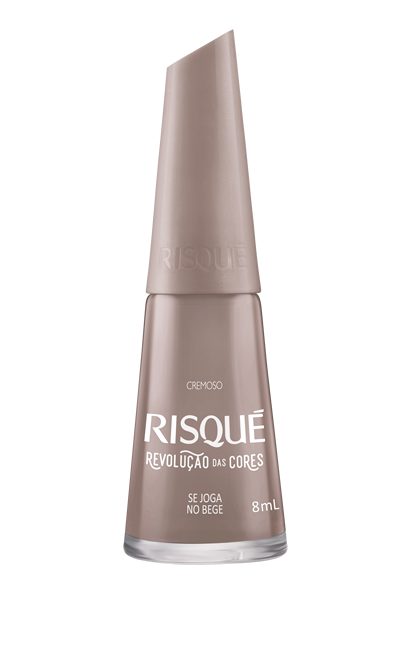 RISQUÉ
CREMOSO
RISQUÉ
REVOLUÇÃO DAS CORES
SE JOGA
NO BEGE
8mL